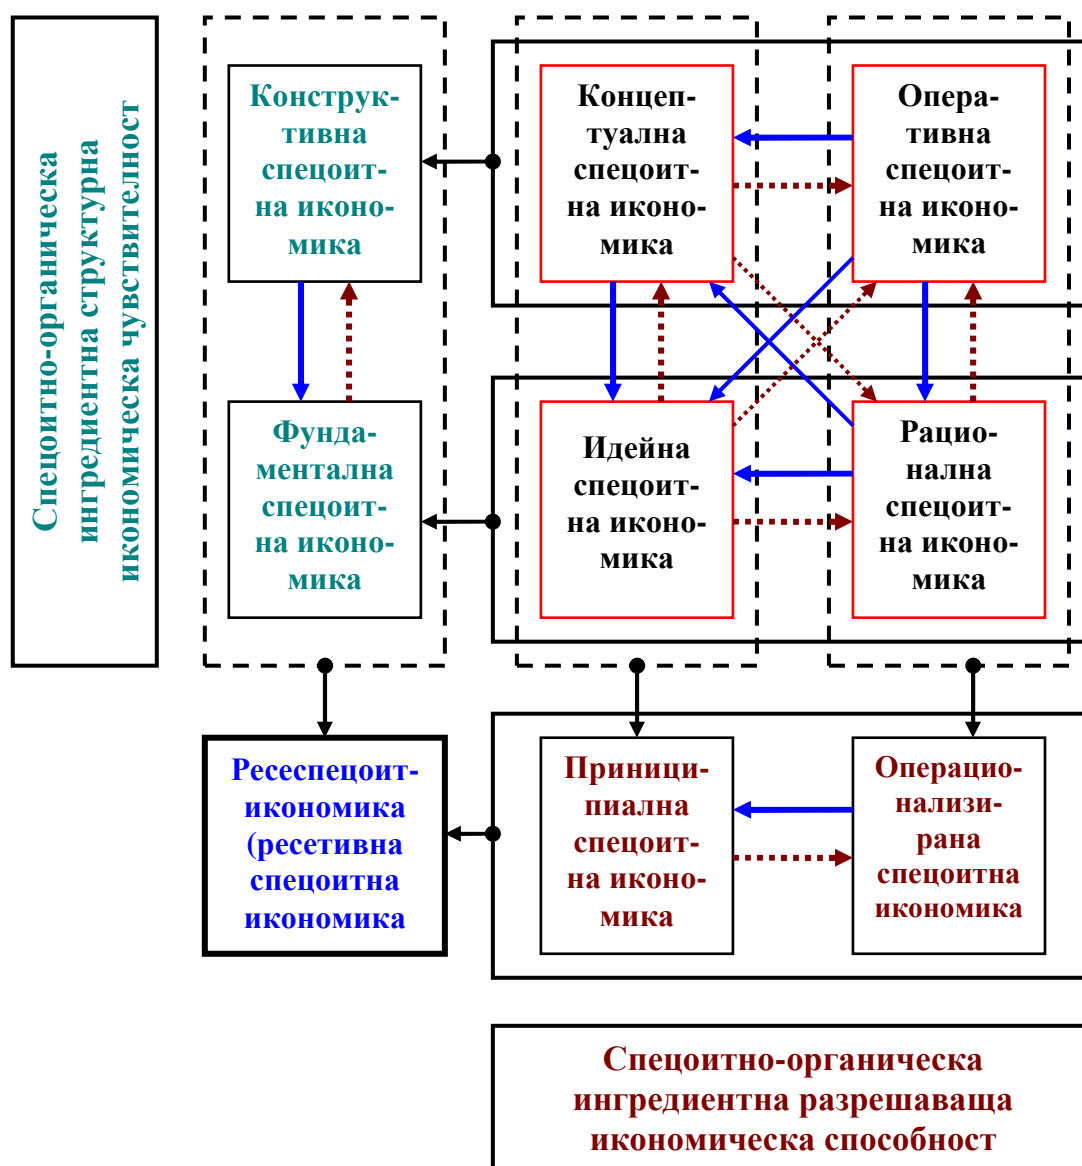 Спецоитно-органическа
ингредиентна структурна
икономическа чувствителност
Конструк-
тивна
спецоит-
на иконо-
мика
Концеп-
туална
спецоит-
на иконо-
мика
Опера-
тивна
спецоит-
на иконо-
мика
Фунда-
ментална
спецоит-
на иконо-
мика
Идейна
спецоит-
на иконо-
мика
Рацио-
нална
спецоит-
на иконо-
мика
Ресеспецоит-
икономика
(ресетивна
спецоитна
икономика
Приници-
пиална
спецоит-
на иконо-
мика
Операцио-
нализи-
рана
спецоитна
икономика
Спецоитно-органическа
ингредиентна разрешаваща
икономическа способност